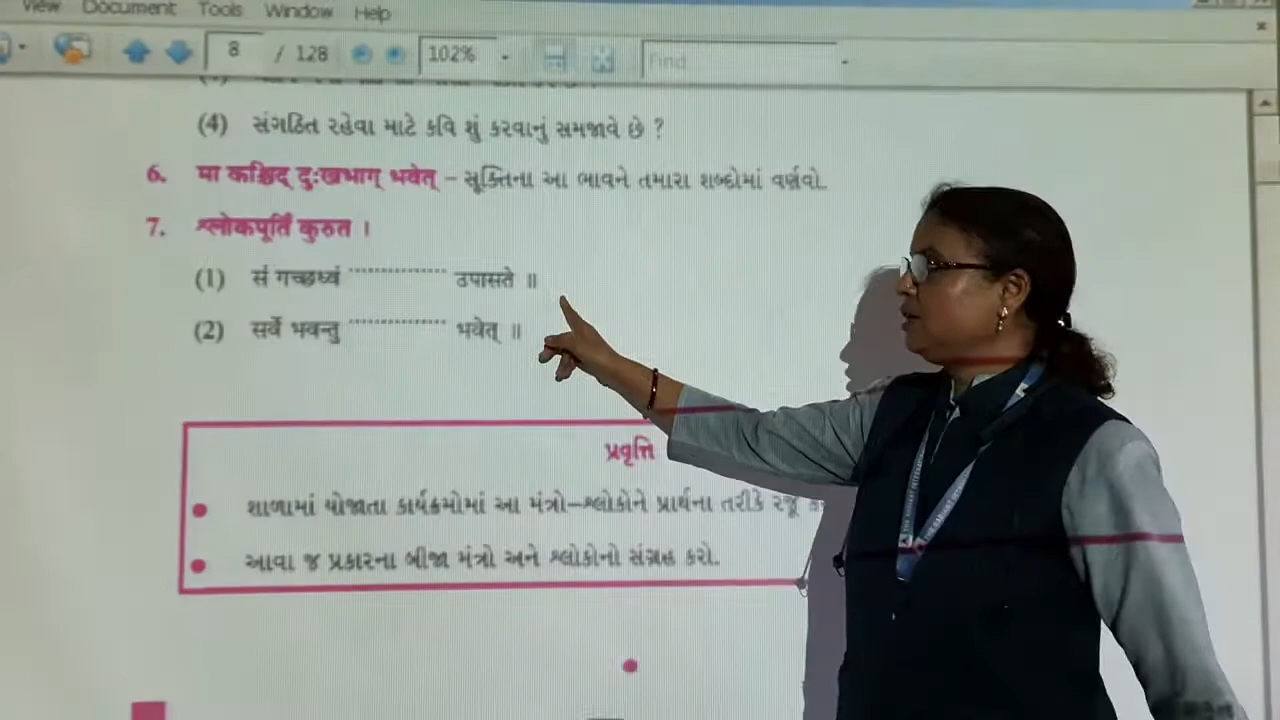 View Document Tools Window Help
8 / 128 102% Find
(4) સંગઠિત રહેવા માટે કવિ શું કરવાનું સમજાવે છે ?
6. मा कश्चिद् दुःखभाग् भवेत् – સૂક્તિના આ ભાવને તમારા શબ્દોમાં વર્ણવો.
7. श्लोकपूर्तिं कुरुत ।
(1) सं गच्छध्वं ................ उपासते ॥
(2) सर्वे भवन्तु ................ भवेत् ॥
પ્રવૃત્તિ
• શાળામાં યોજાતા કાર્યક્રમોમાં આ મંત્રો–શ્લોકોને પ્રાર્થના તરીકે રજૂ
• આવા જ પ્રકારના બીજા મંત્રો અને શ્લોકોનો સંગ્રહ કરો.